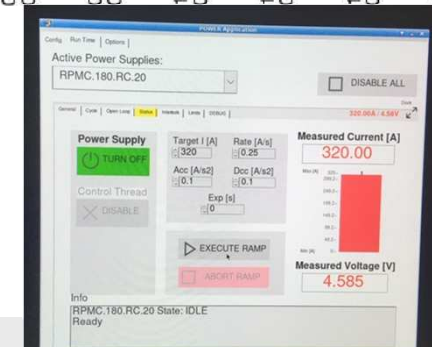 POWER Application
Config Run Time Options
Active Power Supplies:
RPMC.180.RC.20
DISABLE ALL
General Cycle Open Loop Status Interlock Limits DEBUG
320.00A / 4.58V
Power Supply
TURN OFF
Control Thread
DISABLE
Target I [A] Rate [A/s]
320 0.25
Acc [A/s2] Dcc [A/s2]
0.1 0.1
Exp [s]
0
EXECUTE RAMP
ABORT RAMP
Measured Current [A]
320.00
Max [A]
Min [A]
Measured Voltage [V]
4.585
Info
RPMC.180.RC.20 State: IDLE
Ready